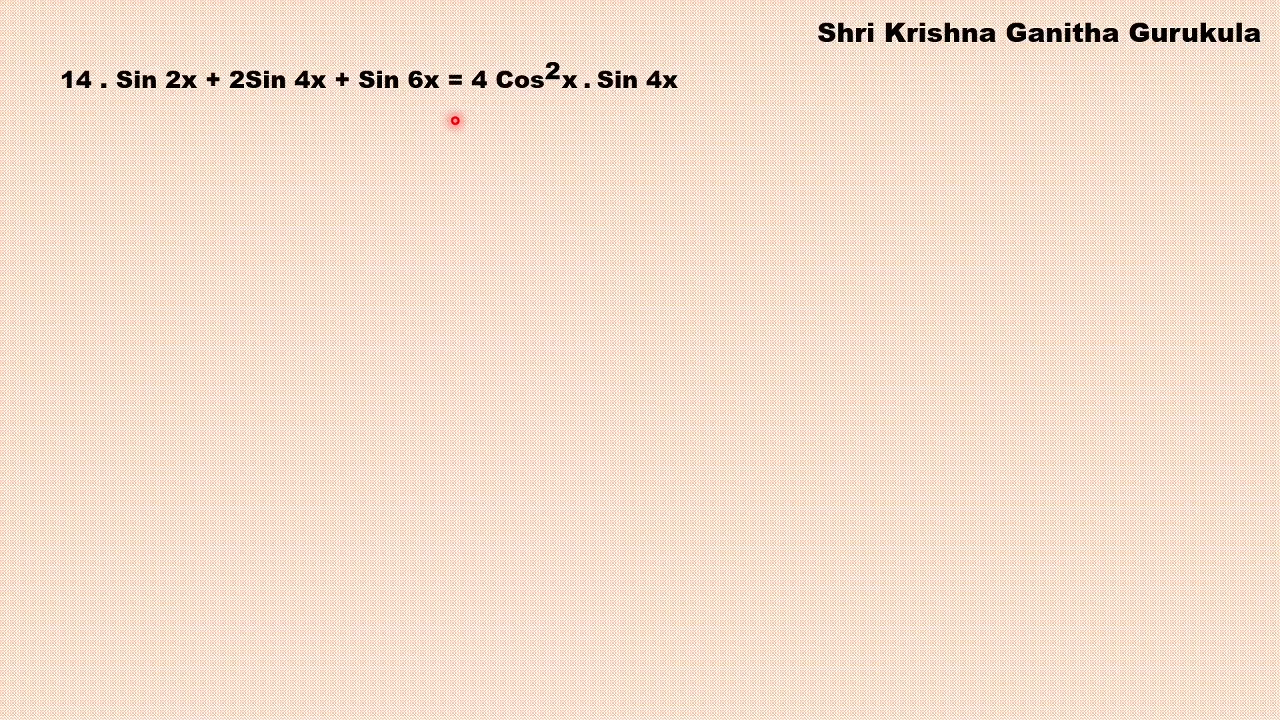 Shri Krishna Ganitha Gurukula
14 . Sin 2x + 2Sin 4x + Sin 6x = 4 Cos²x . Sin 4x